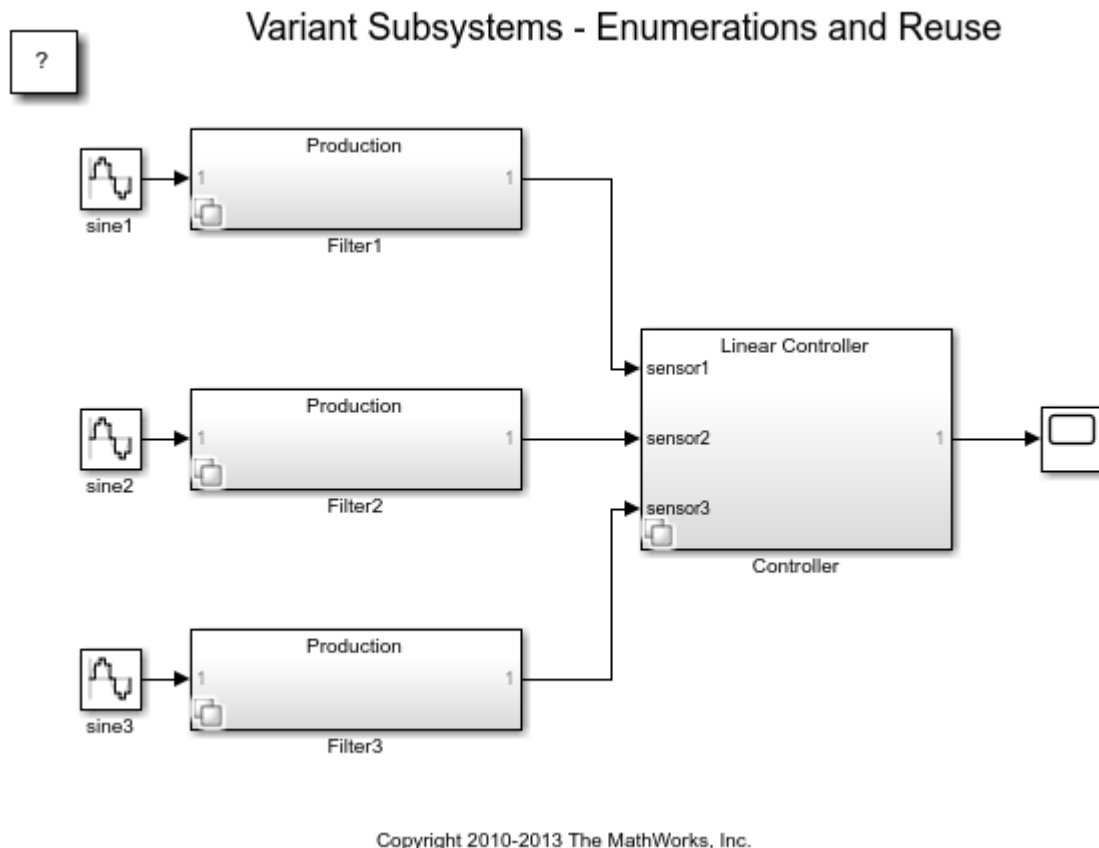 Variant Subsystems - Enumerations and Reuse
?
Production
1
1
sine1
Filter1
Linear Controller
sensor1
Production
1
1
sensor2
1
sine2
Filter2
sensor3
Controller
Production
1
1
sine3
Filter3
Copyright 2010-2013 The MathWorks, Inc.